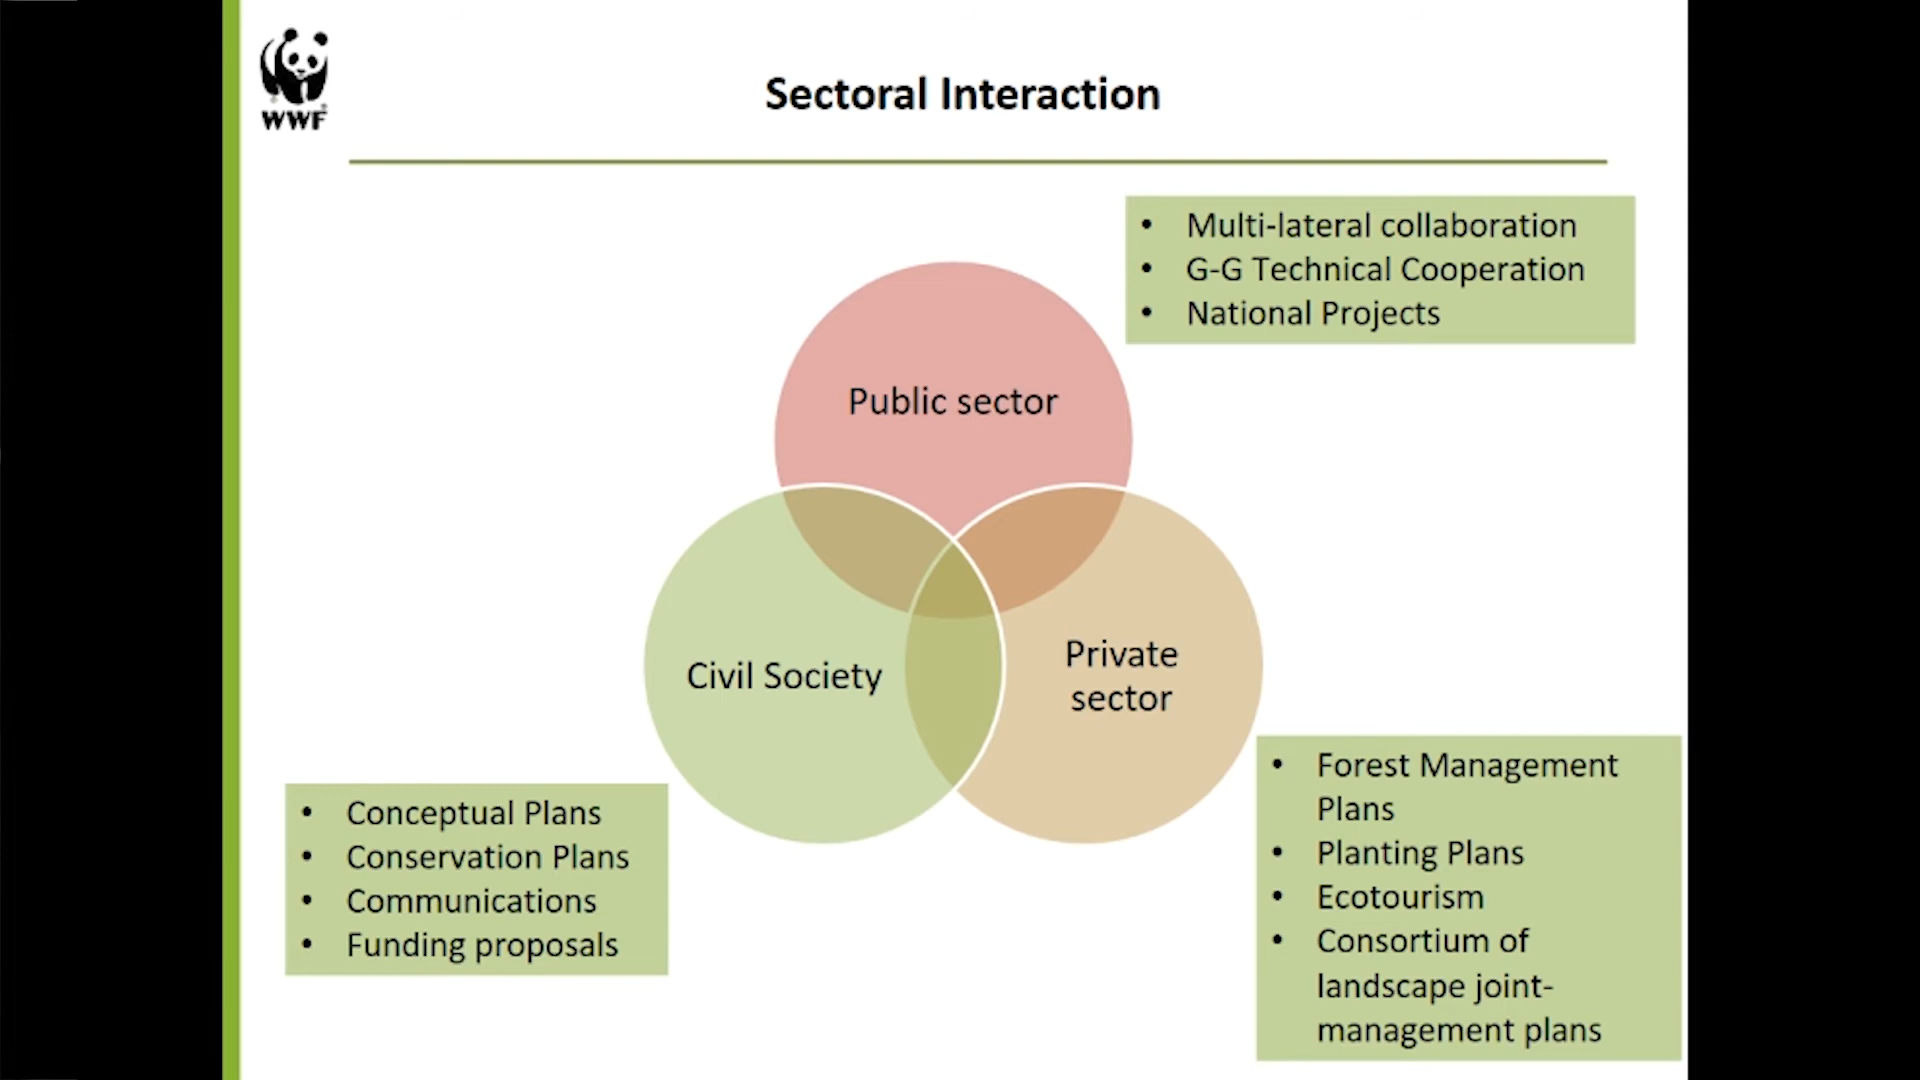 WWF
Sectoral Interaction
• Multi-lateral collaboration
• G-G Technical Cooperation
• National Projects
Public sector
Civil Society
Private
sector
• Conceptual Plans
• Conservation Plans
• Communications
• Funding proposals
• Forest Management
Plans
• Planting Plans
• Ecotourism
• Consortium of
landscape joint-
management plans